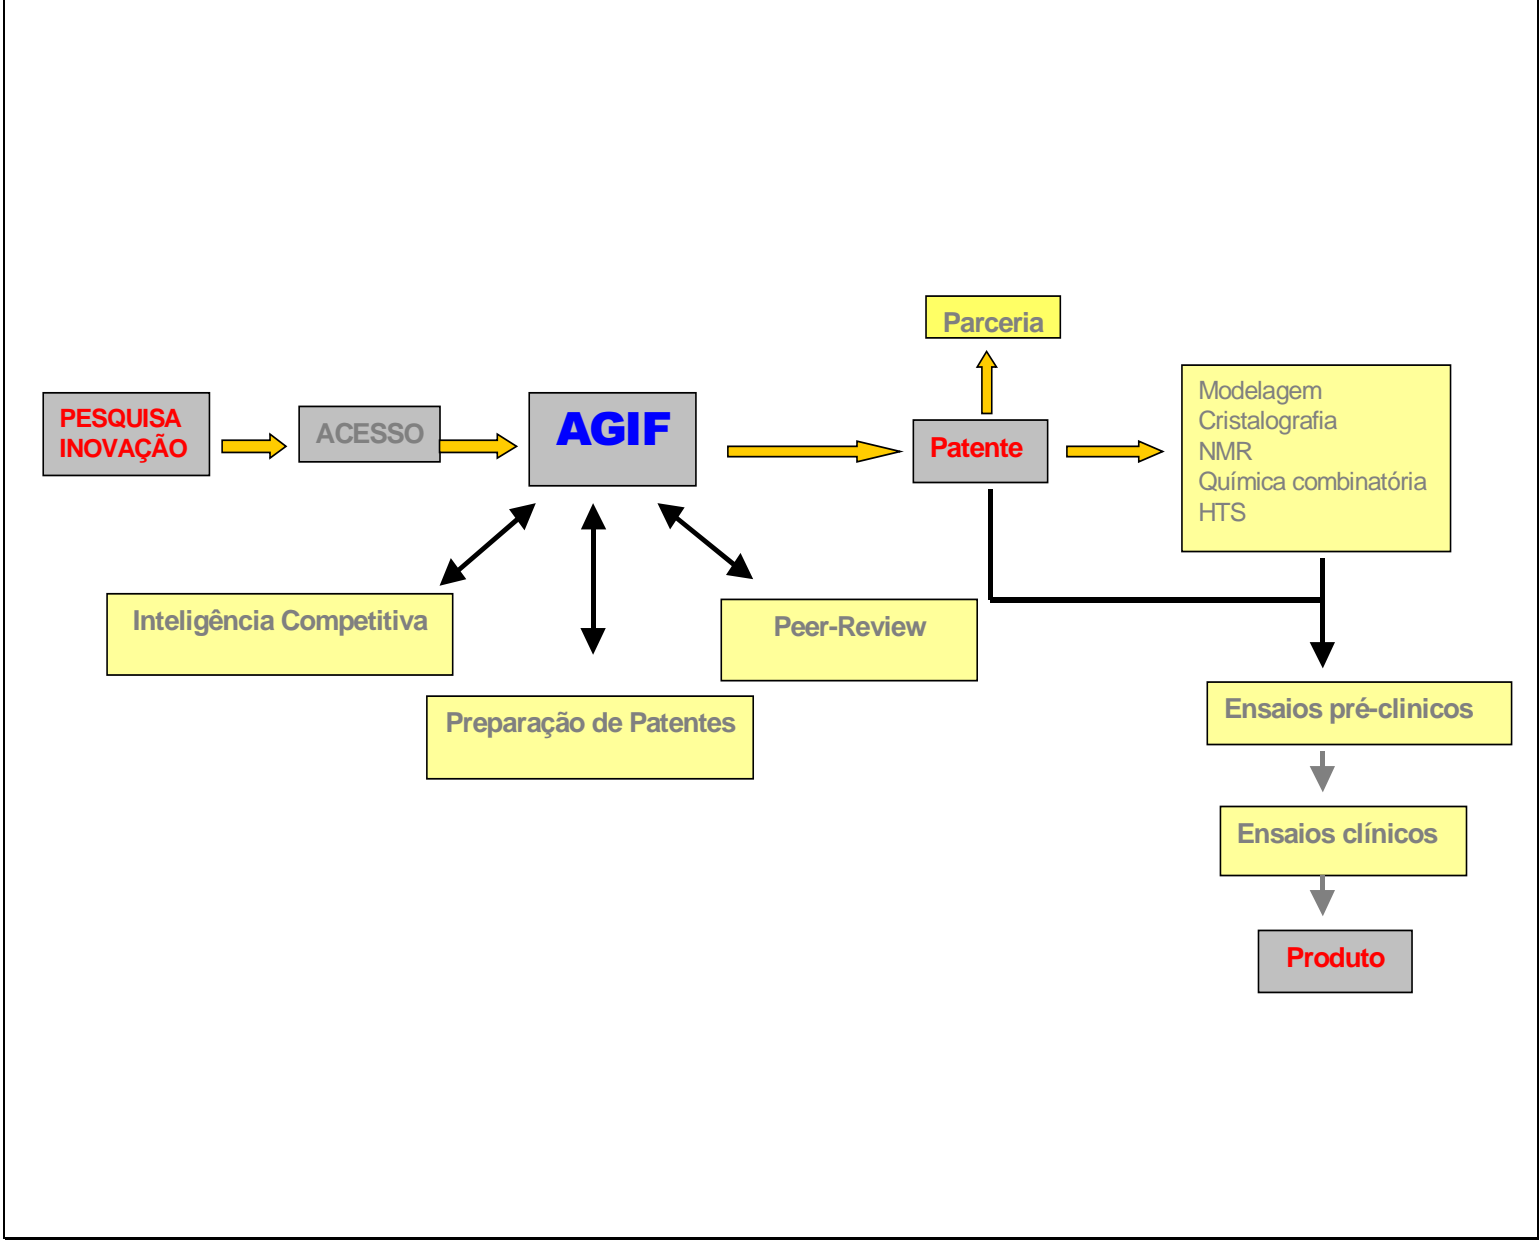 Parceria
PESQUISA
INOVAÇÃO
ACESSO
AGIF
Patente
Modelagem
Cristalografia
NMR
Química combinatória
HTS
Inteligência Competitiva
Peer-Review
Preparação de Patentes
Ensaios pré-clinicos
Ensaios clínicos
Produto